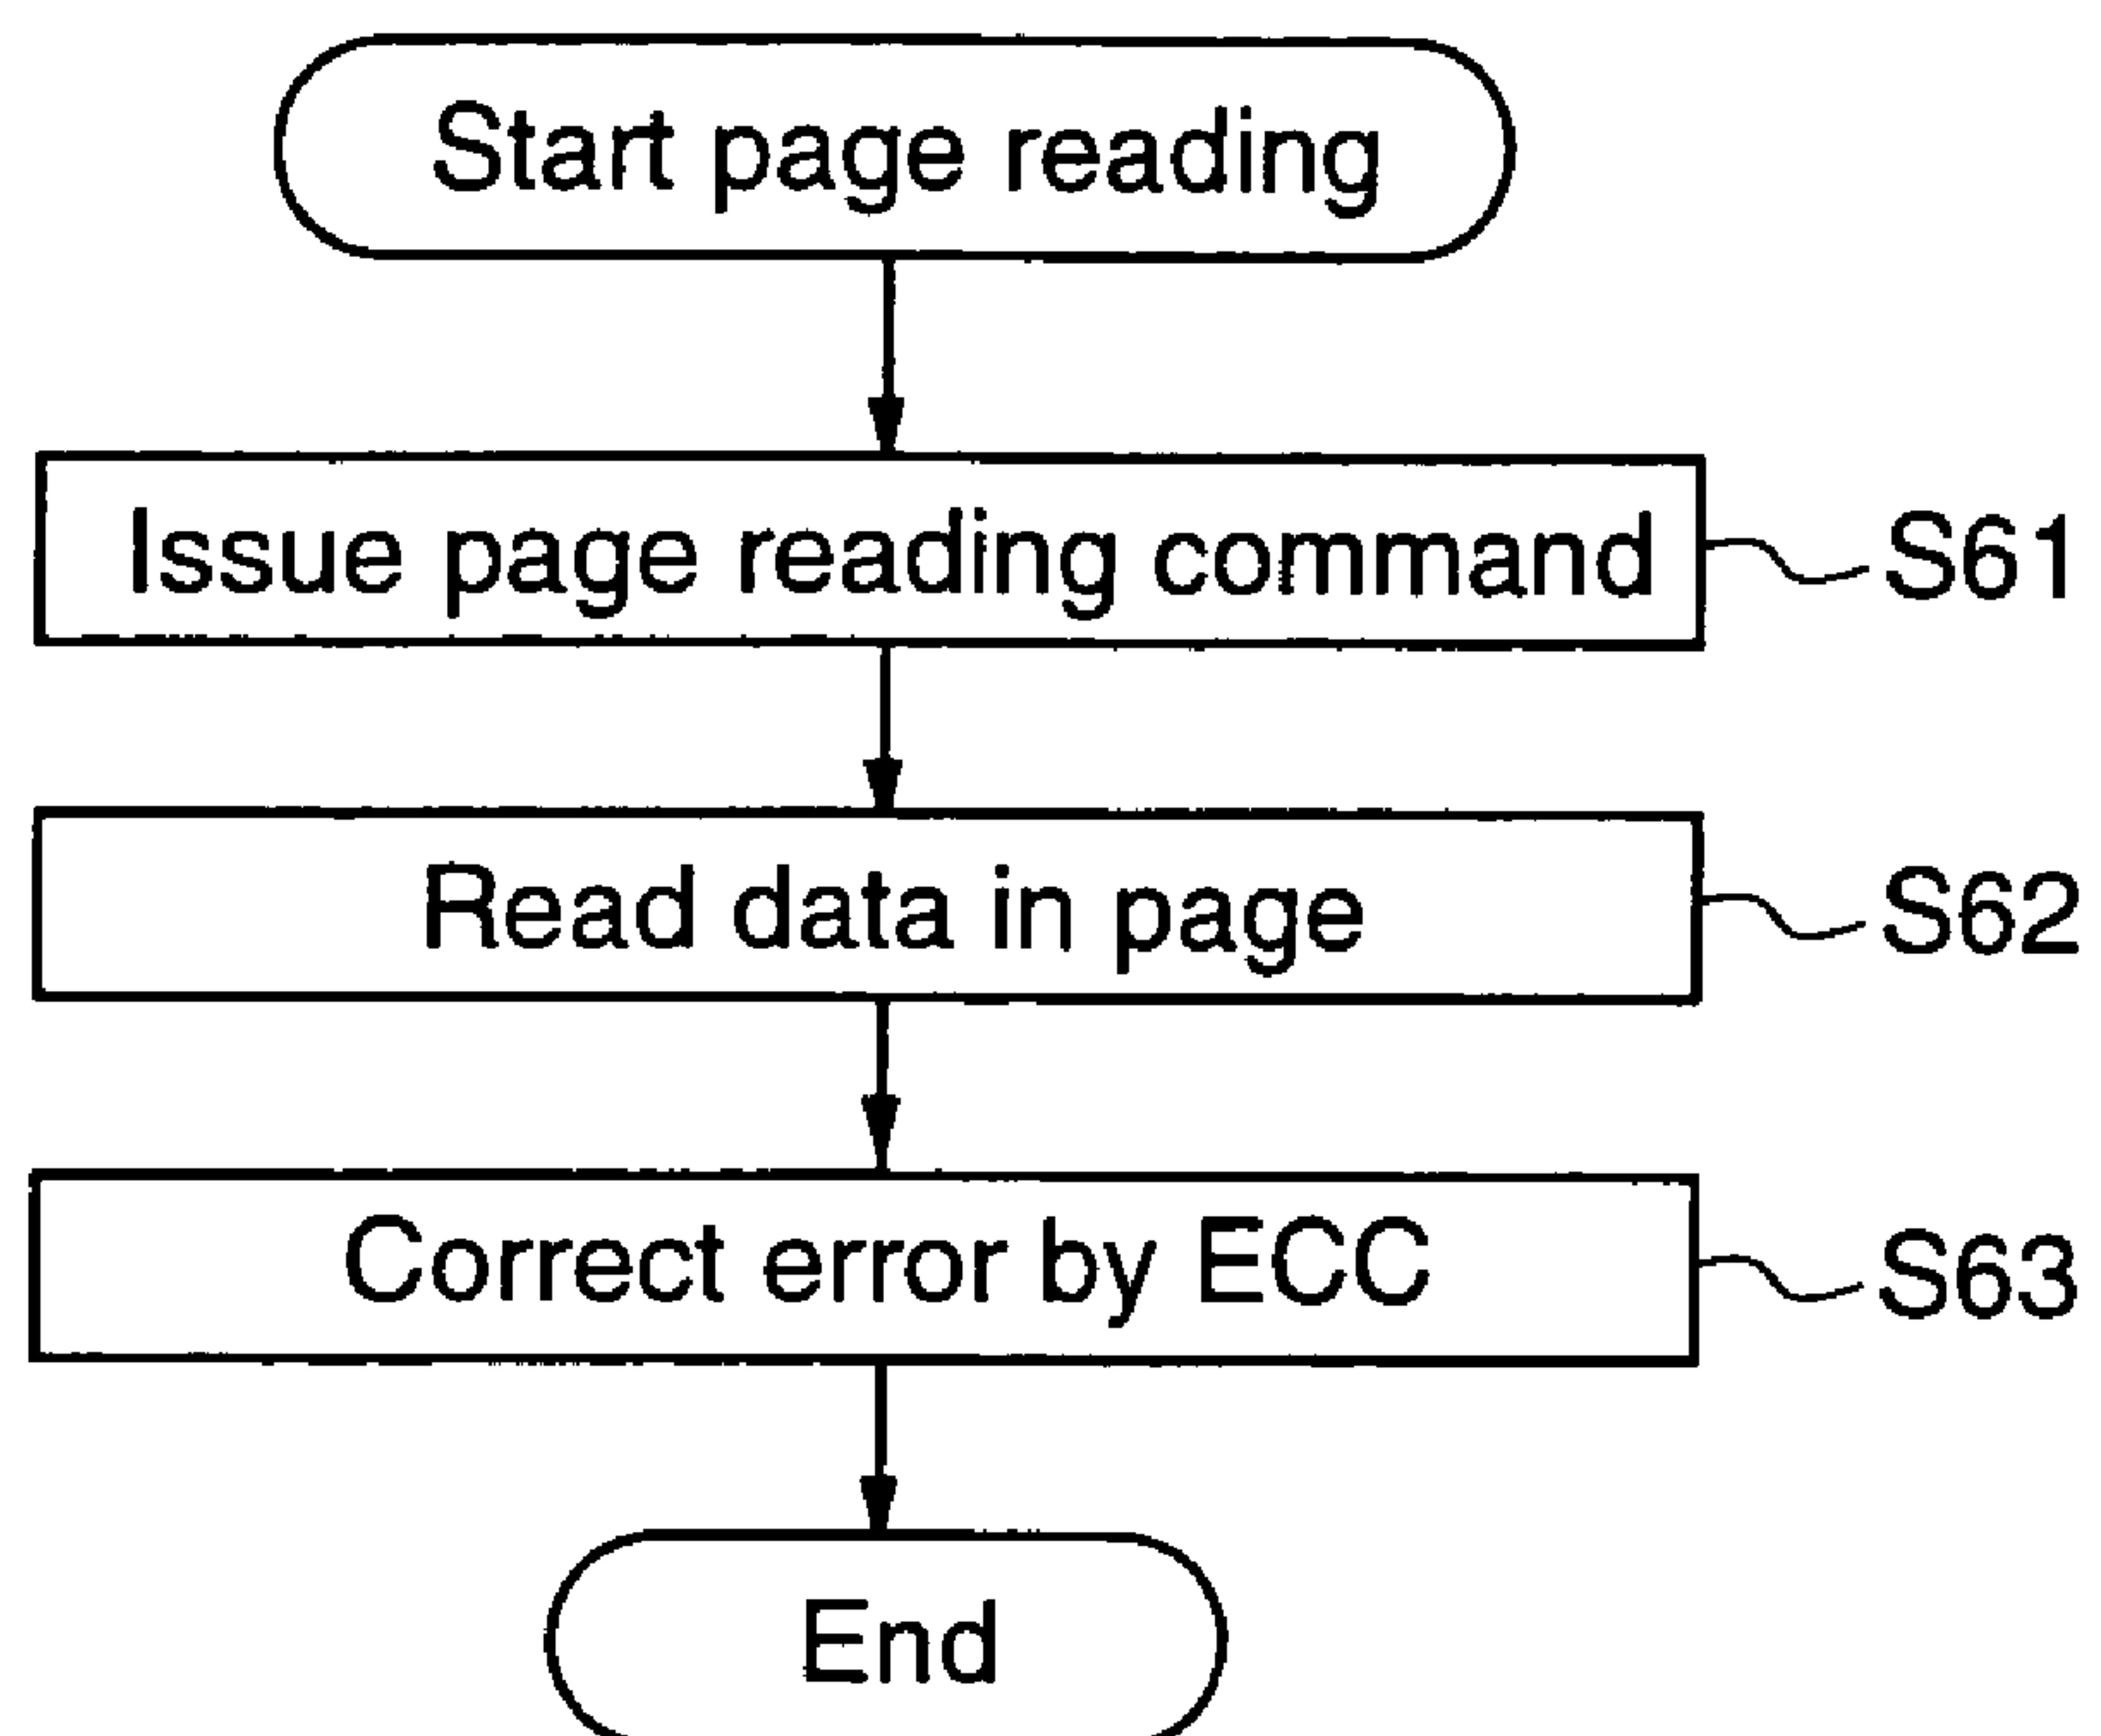 Start page reading
Issue page reading command
S61
Read data in page
S62
Correct error by ECC
S63
End